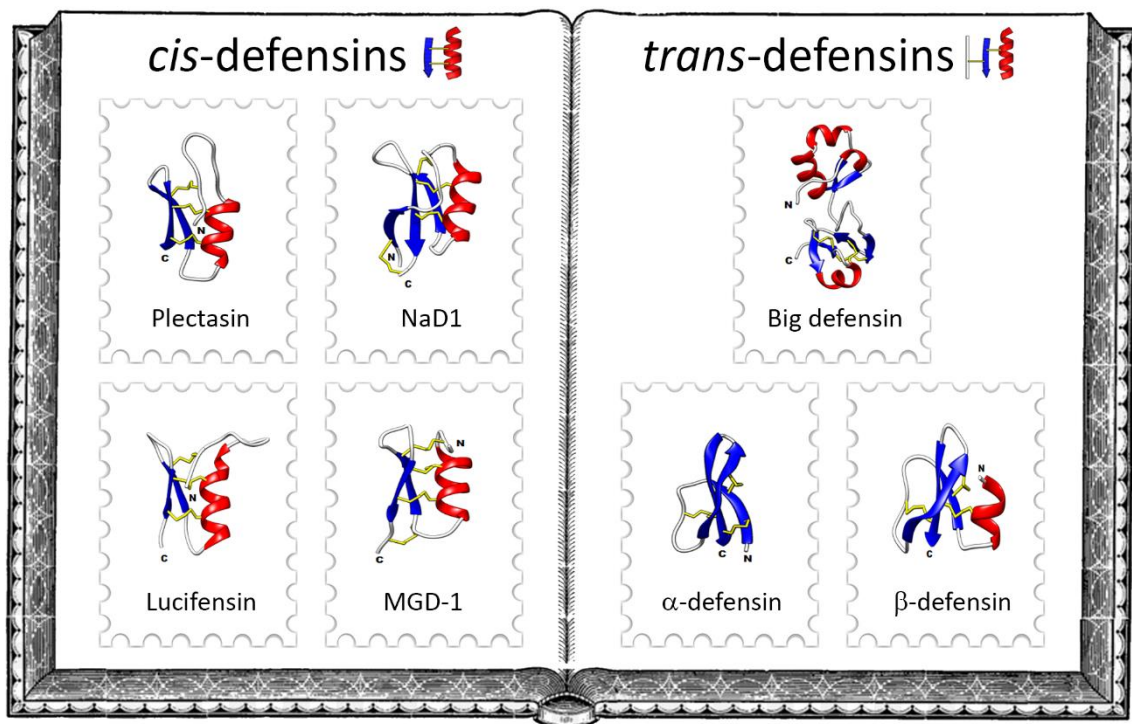 cis-defensins
trans-defensins
N
C
Plectasin
N
C
NaD1
N
C
Big defensin
N
C
Lucifensin
N
C
MGD-1
C
N
α-defensin
N
C
β-defensin